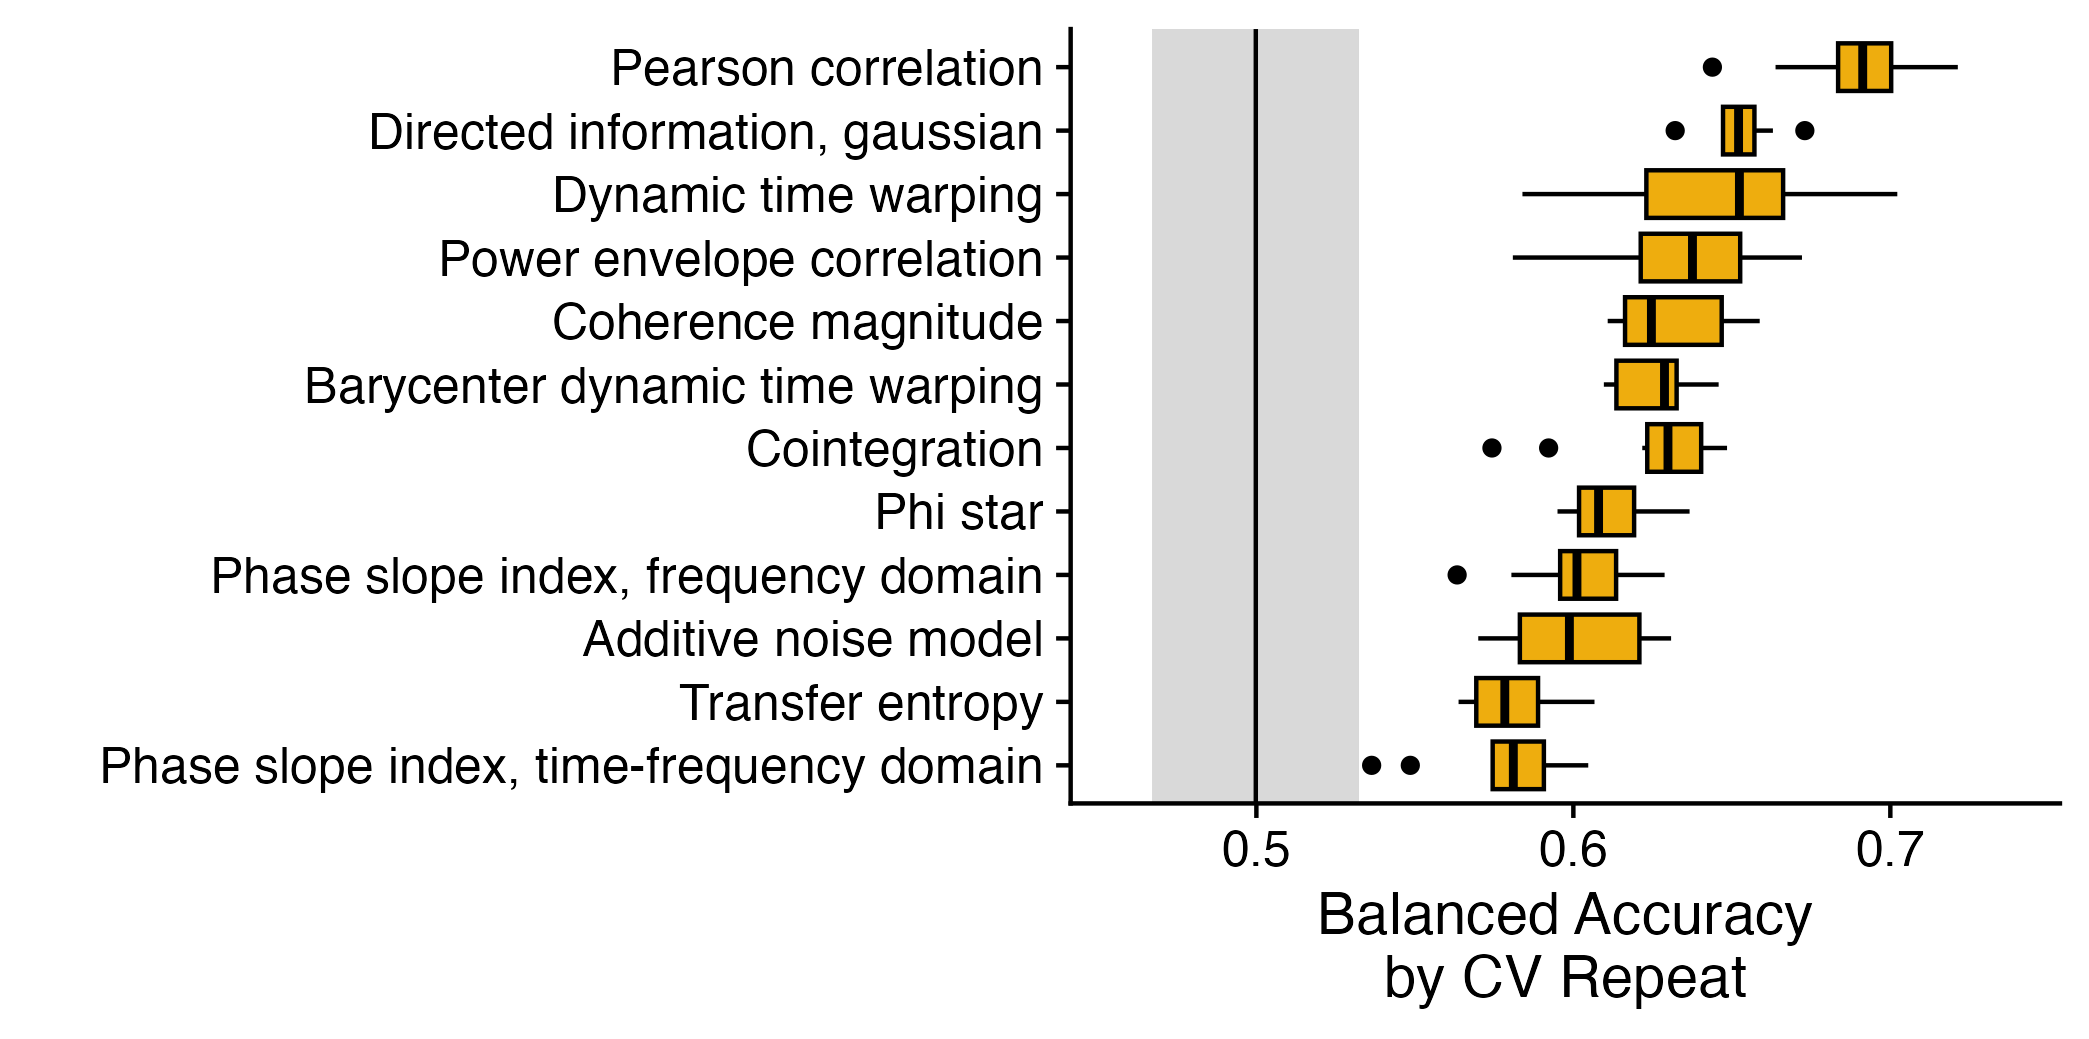 Pearson correlation
Directed information, gaussian
Dynamic time warping
Power envelope correlation
Coherence magnitude
Barycenter dynamic time warping
Cointegration
Phi star
Phase slope index, frequency domain
Additive noise model
Transfer entropy
Phase slope index, time-frequency domain
0.5 0.6 0.7
Balanced Accuracy
by CV Repeat